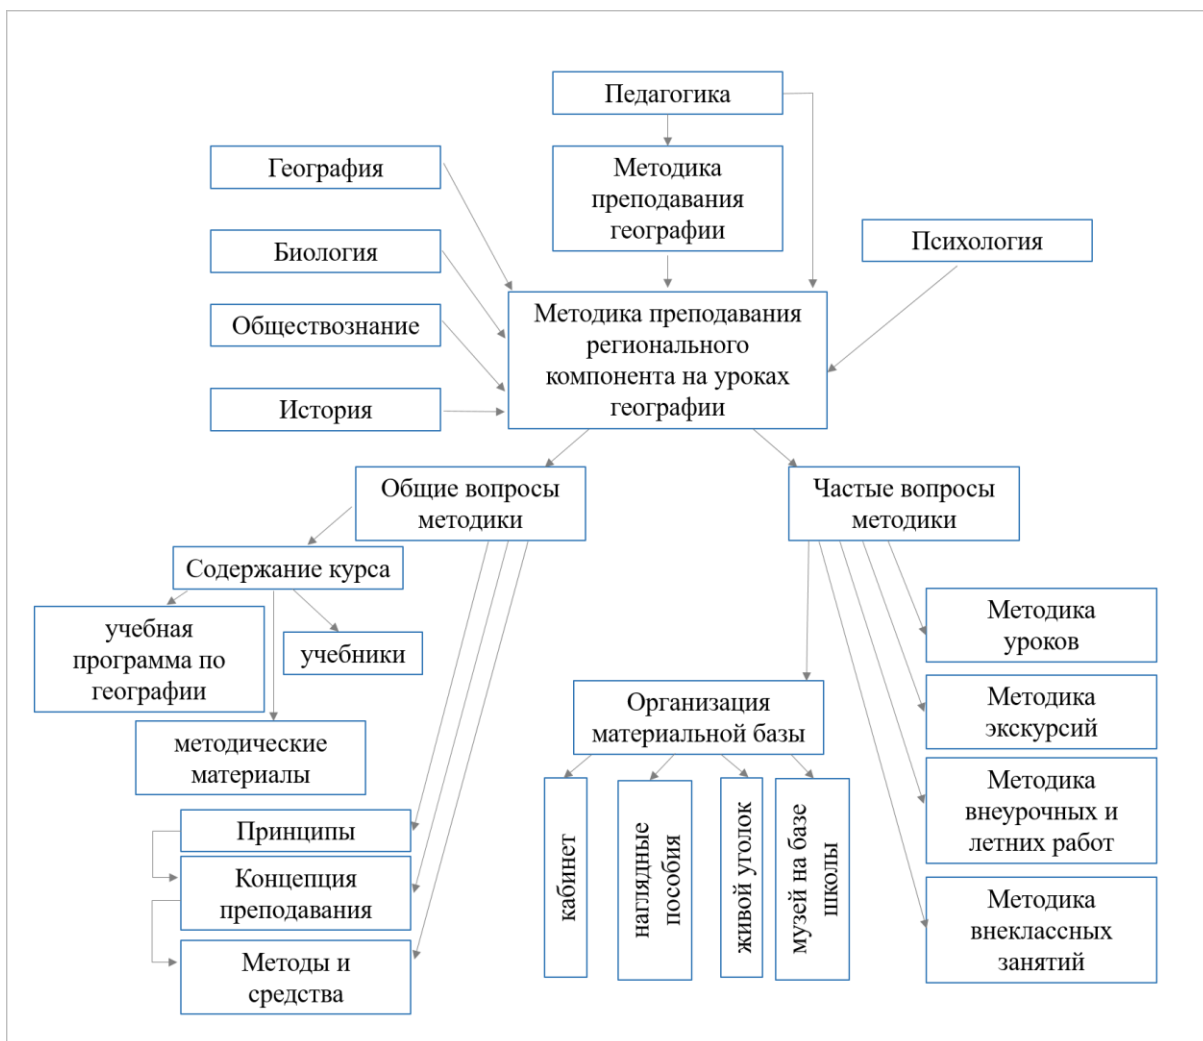 Педагогика
География
Методика
преподавания
географии
Психология
Биология
Обществознание
История
Методика преподавания
регионального
компонента на уроках
географии
Общие вопросы
методики
Частые вопросы
методики
Содержание курса
учебная
программа по
географии
учебники
методические
материалы
Принципы
Концепция
преподавания
Методы и
средства
Организация
материальной базы
кабинет
наглядные
пособия
живой уголок
музей на базе
школы
Методика
уроков
Методика
экскурсий
Методика
внеурочных и
летних работ
Методика
внеклассных
занятий